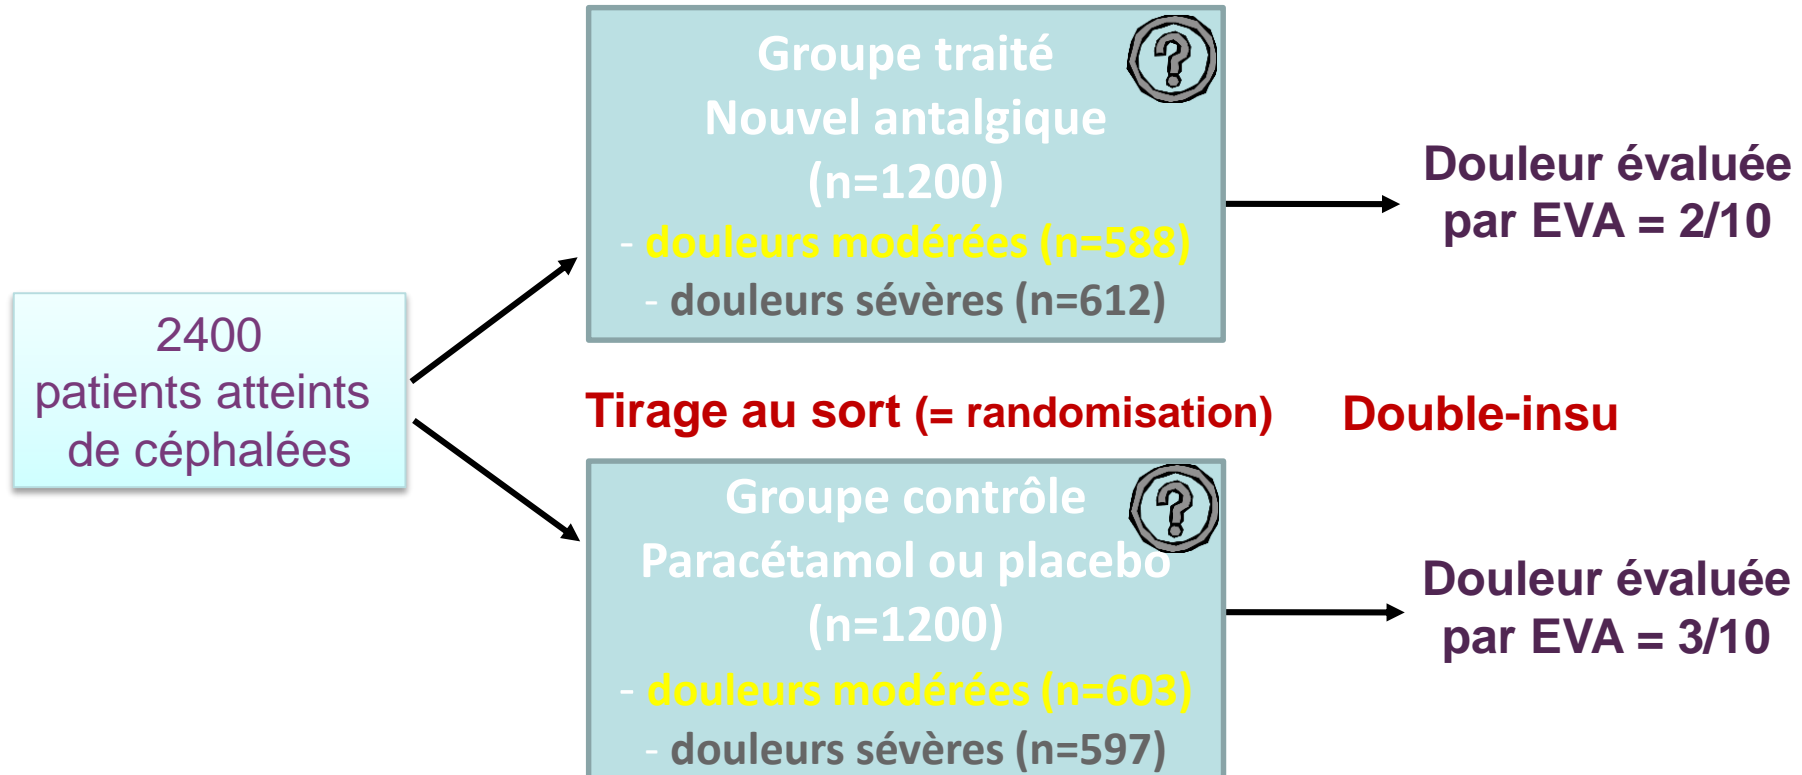 2400
patients atteints
de céphalées
Groupe traité
Nouvel antalgique
(n=1200)
- douleurs modérées (n=588)
- douleurs sévères (n=612)
Douleur évaluée
par EVA = 2/10
Tirage au sort (= randomisation)
Double-insu
Groupe contrôle
Paracétamol ou placebo
(n=1200)
- douleurs modérées (n=603)
- douleurs sévères (n=597)
Douleur évaluée
par EVA = 3/10